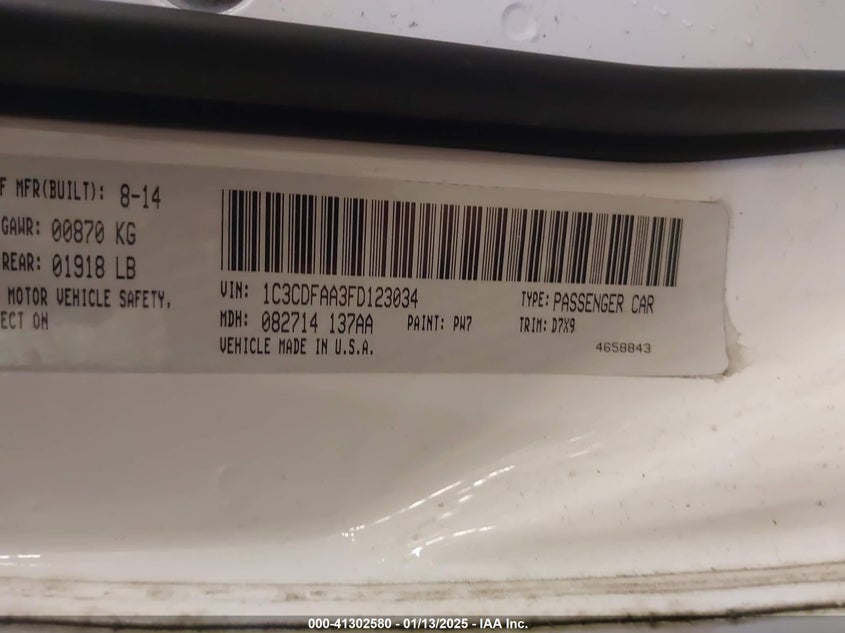 F MFR(BUILT): 8-14
GAWR: 00870 KG
REAR: 01918 LB
MOTOR VEHICLE SAFETY,
ECT ON
VIN: 1C3CDFAA3FD123034
TYPE: PASSENGER CAR
MDH: 082714 137AA PAINT: PW7 TRIM: D7X9
VEHICLE MADE IN U.S.A.
4658843
000-41302580 - 01/13/2025 - IAA Inc.